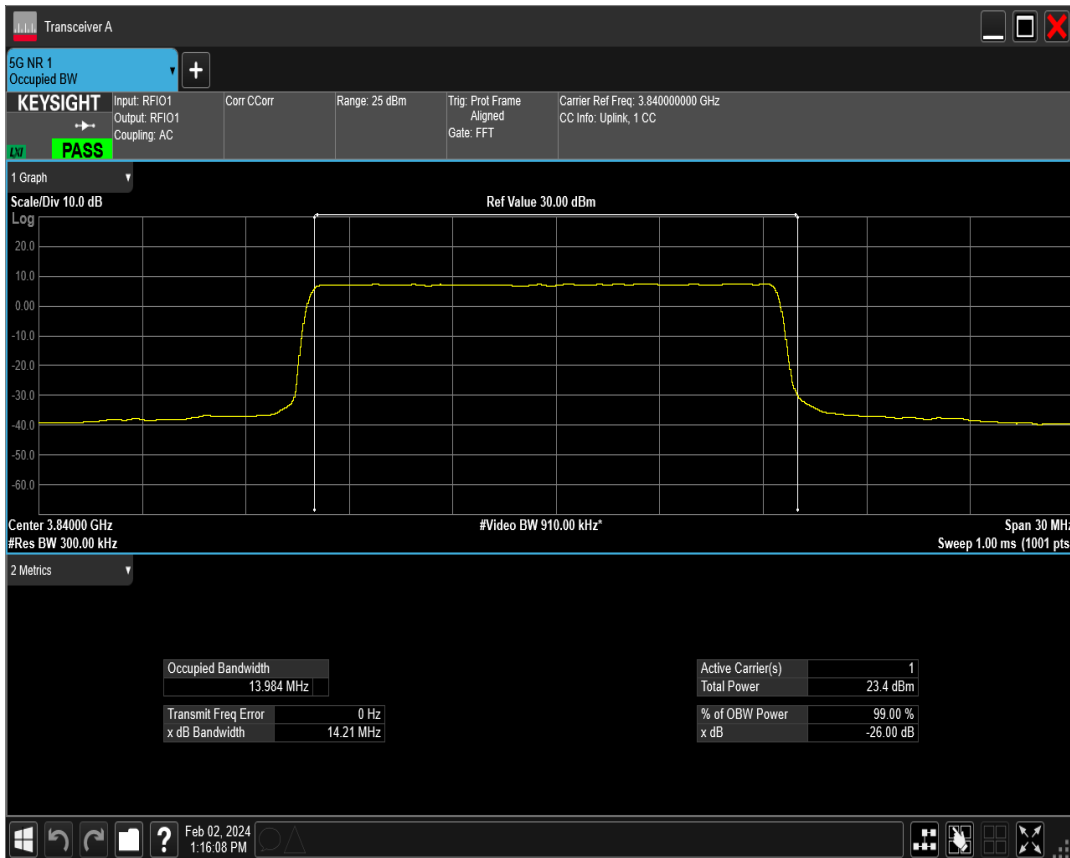 Transceiver A
5G NR 1
Occupied BW
KEYSIGHT
LXI
PASS
Input: RFIO1
Output: RFIO1
Coupling: AC
Corr CCorr
Range: 25 dBm
Trig: Prot Frame
Aligned
Gate: FFT
Carrier Ref Freq: 3.840000000 GHz
CC Info: Uplink, 1 CC
1 Graph
Scale/Div 10.0 dB
Ref Value 30.00 dBm
Log
20.0
10.0
0.00
-10.0
-20.0
-30.0
-40.0
-50.0
-60.0
Center 3.84000 GHz
#Video BW 910.00 kHz*
Span 30 MHz
#Res BW 300.00 kHz
Sweep 1.00 ms (1001 pts
2 Metrics
Occupied Bandwidth
13.984 MHz
Transmit Freq Error 0 Hz
x dB Bandwidth 14.21 MHz
Active Carrier(s) 1
Total Power 23.4 dBm
% of OBW Power 99.00 %
x dB -26.00 dB
Feb 02, 2024
1:16:08 PM